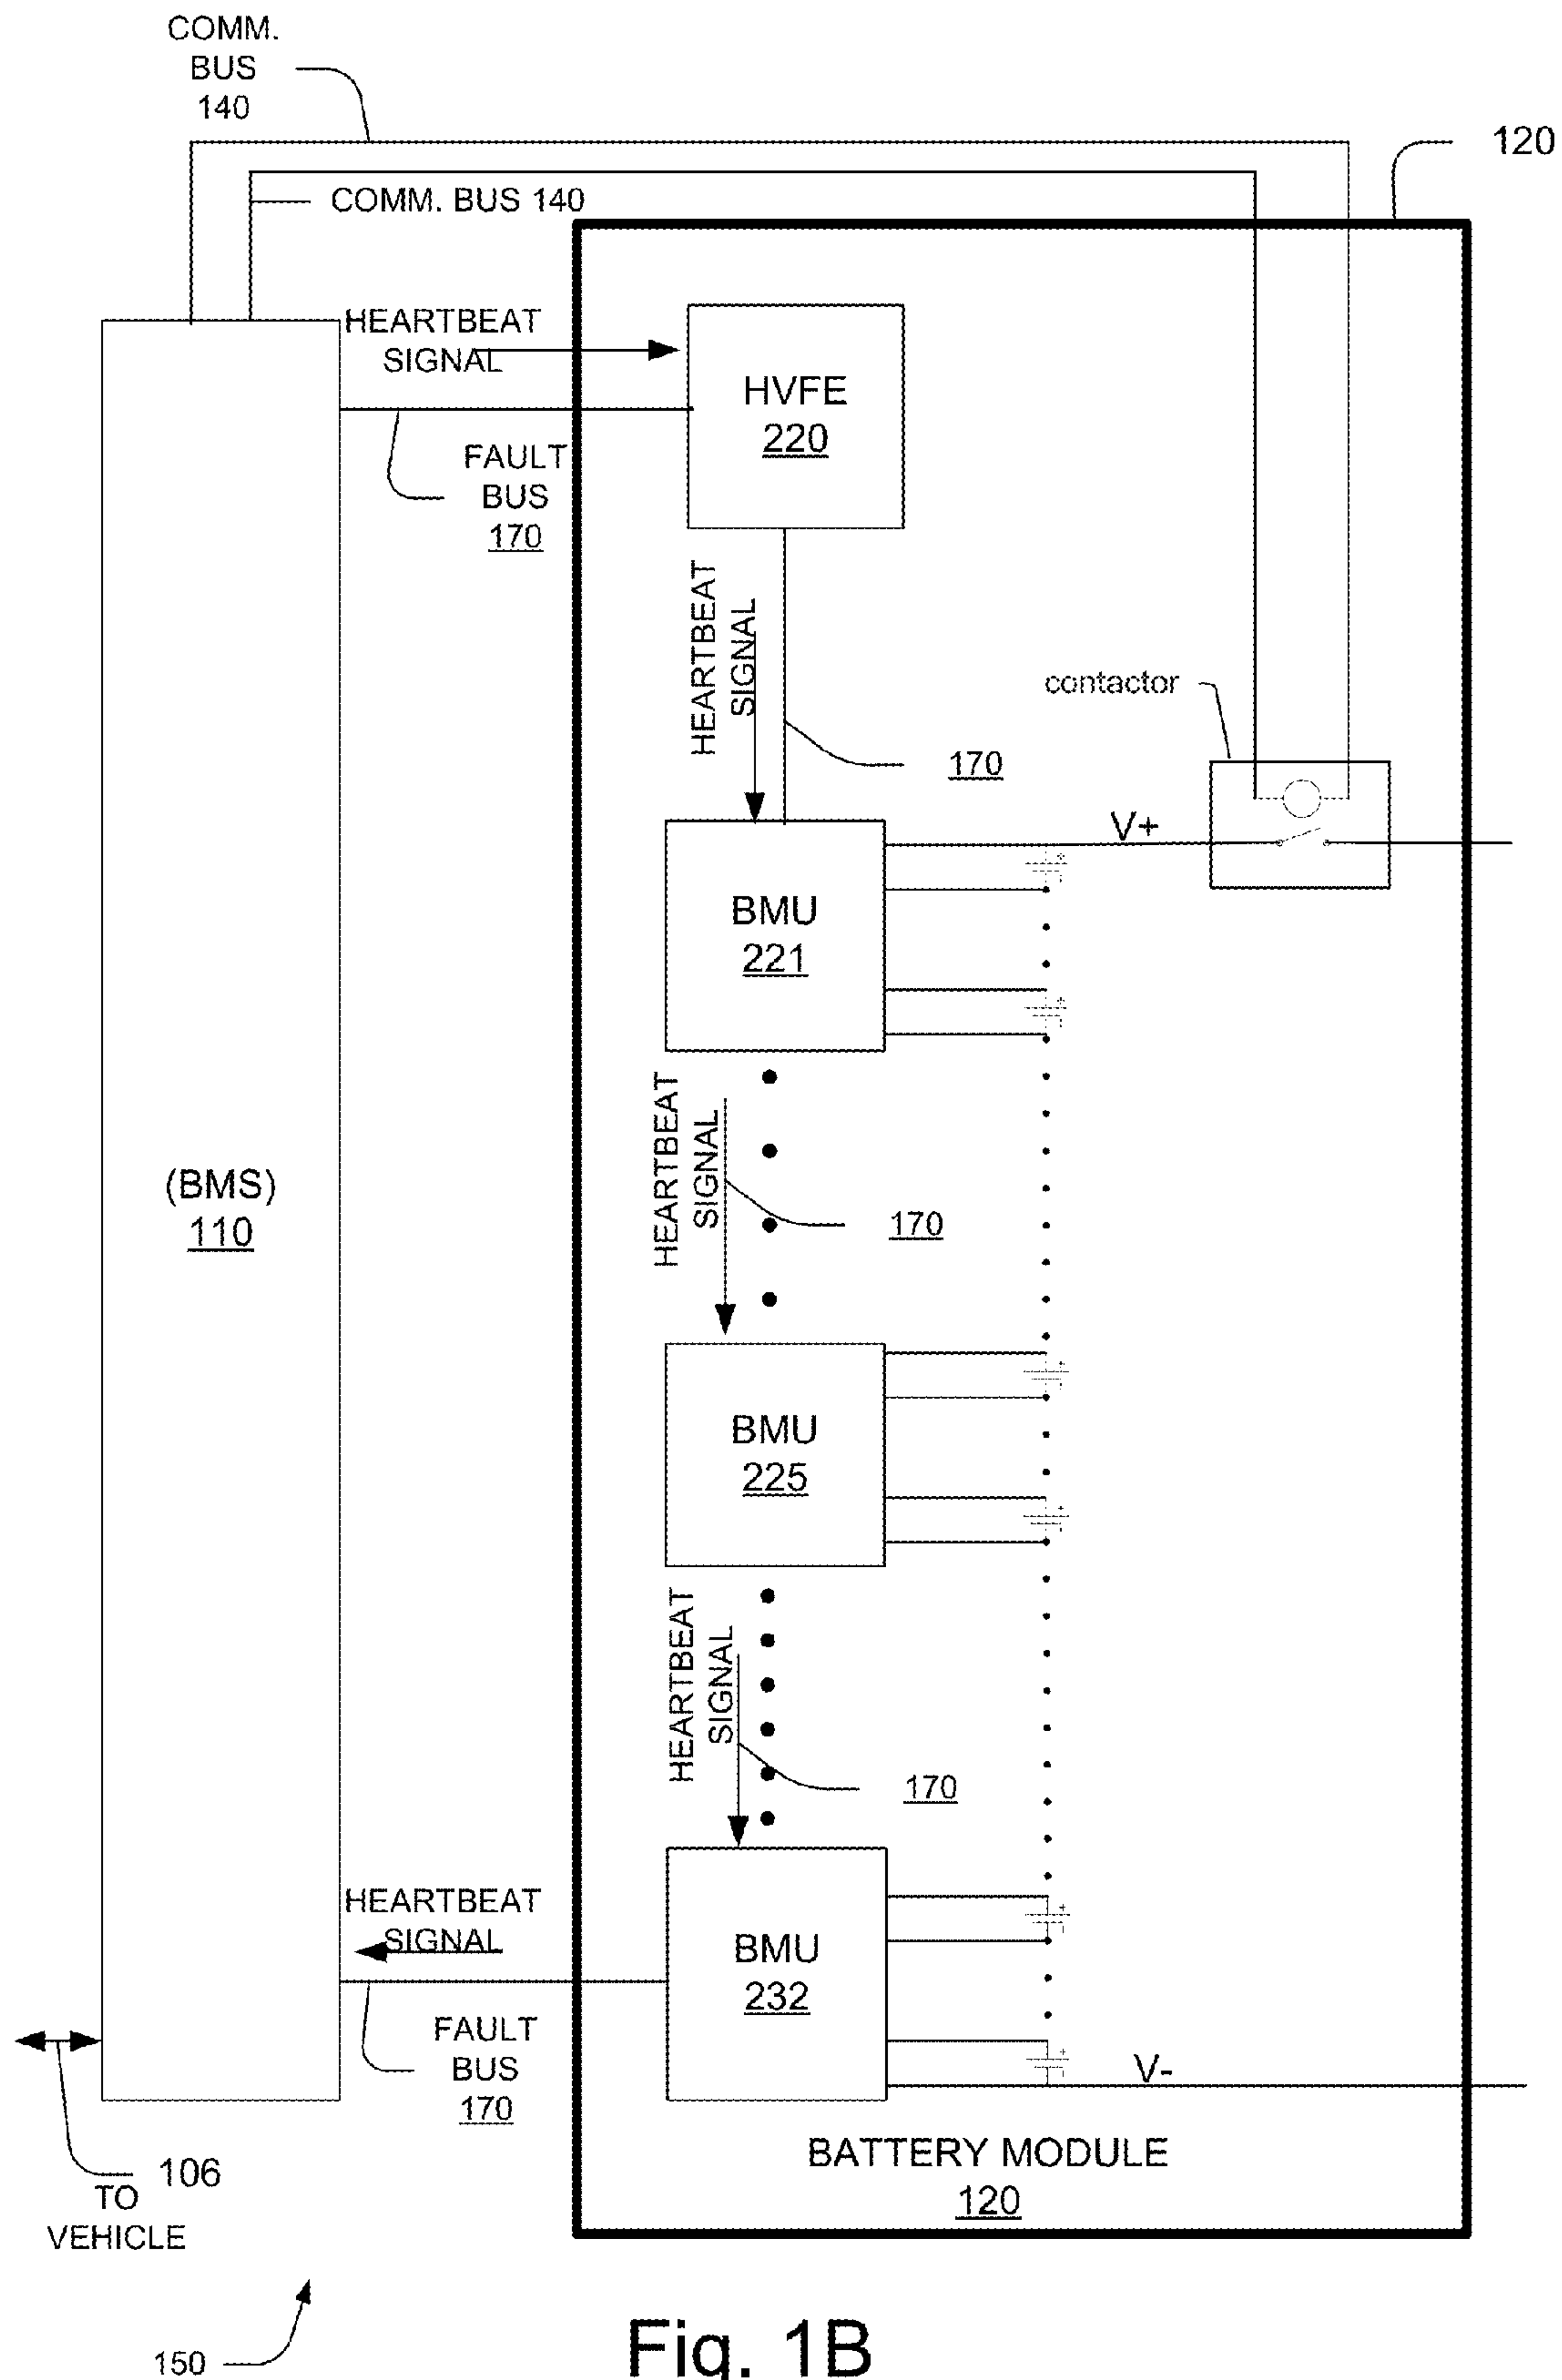 COMM.
BUS
140
120
COMM. BUS 140
HEARTBEAT
SIGNAL
HVFE
220
FAULT
BUS
170
HEARTBEAT
SIGNAL
contactor
170
V+
BMU
221
HEARTBEAT
SIGNAL
(BMS)
110
170
BMU
225
HEARTBEAT
SIGNAL
170
HEARTBEAT
SIGNAL
BMU
232
FAULT
BUS
170
V-
BATTERY MODULE
120
106
TO
VEHICLE
150
Fig. 1B